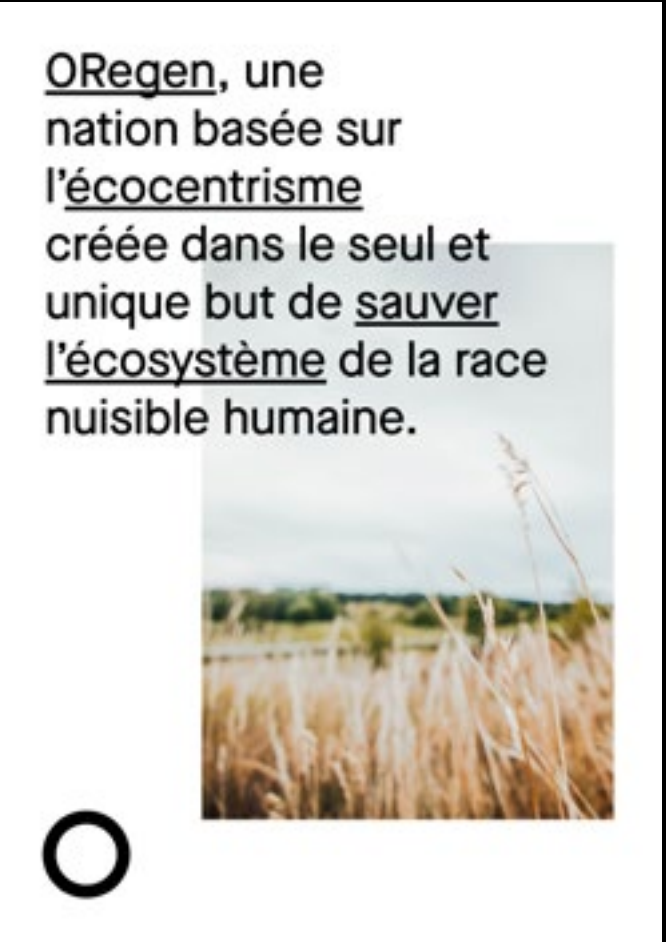 ORegen, une
nation basée sur
l’écocentrisme
créée dans le seul et
unique but de sauver
l’écosystème de la race
nuisible humaine.